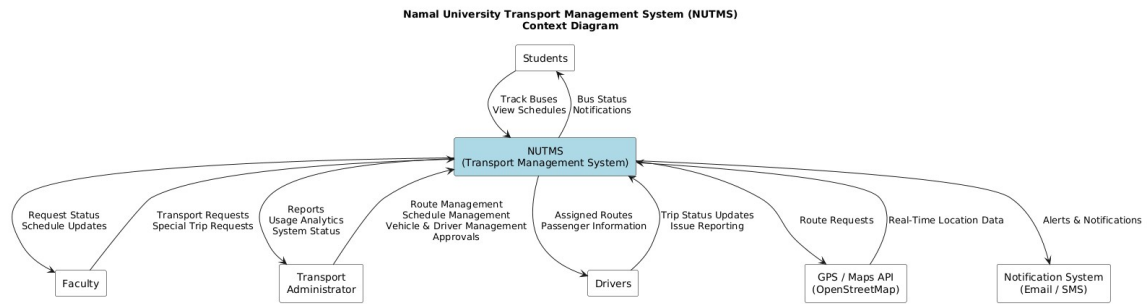 Namal University Transport Management System (NUTMS)
Context Diagram
Students
Track Buses
View Schedules
Bus Status
Notifications
NUTMS
(Transport Management System)
Request Status
Schedule Updates
Transport Requests
Special Trip Requests
Reports
Usage Analytics
System Status
Route Management
Schedule Management
Vehicle & Driver Management
Approvals
Assigned Routes
Passenger Information
Trip Status Updates
Issue Reporting
Route Requests
Real-Time Location Data
Alerts & Notifications
Faculty
Transport
Administrator
Drivers
GPS / Maps API
(OpenStreetMap)
Notification System
(Email / SMS)